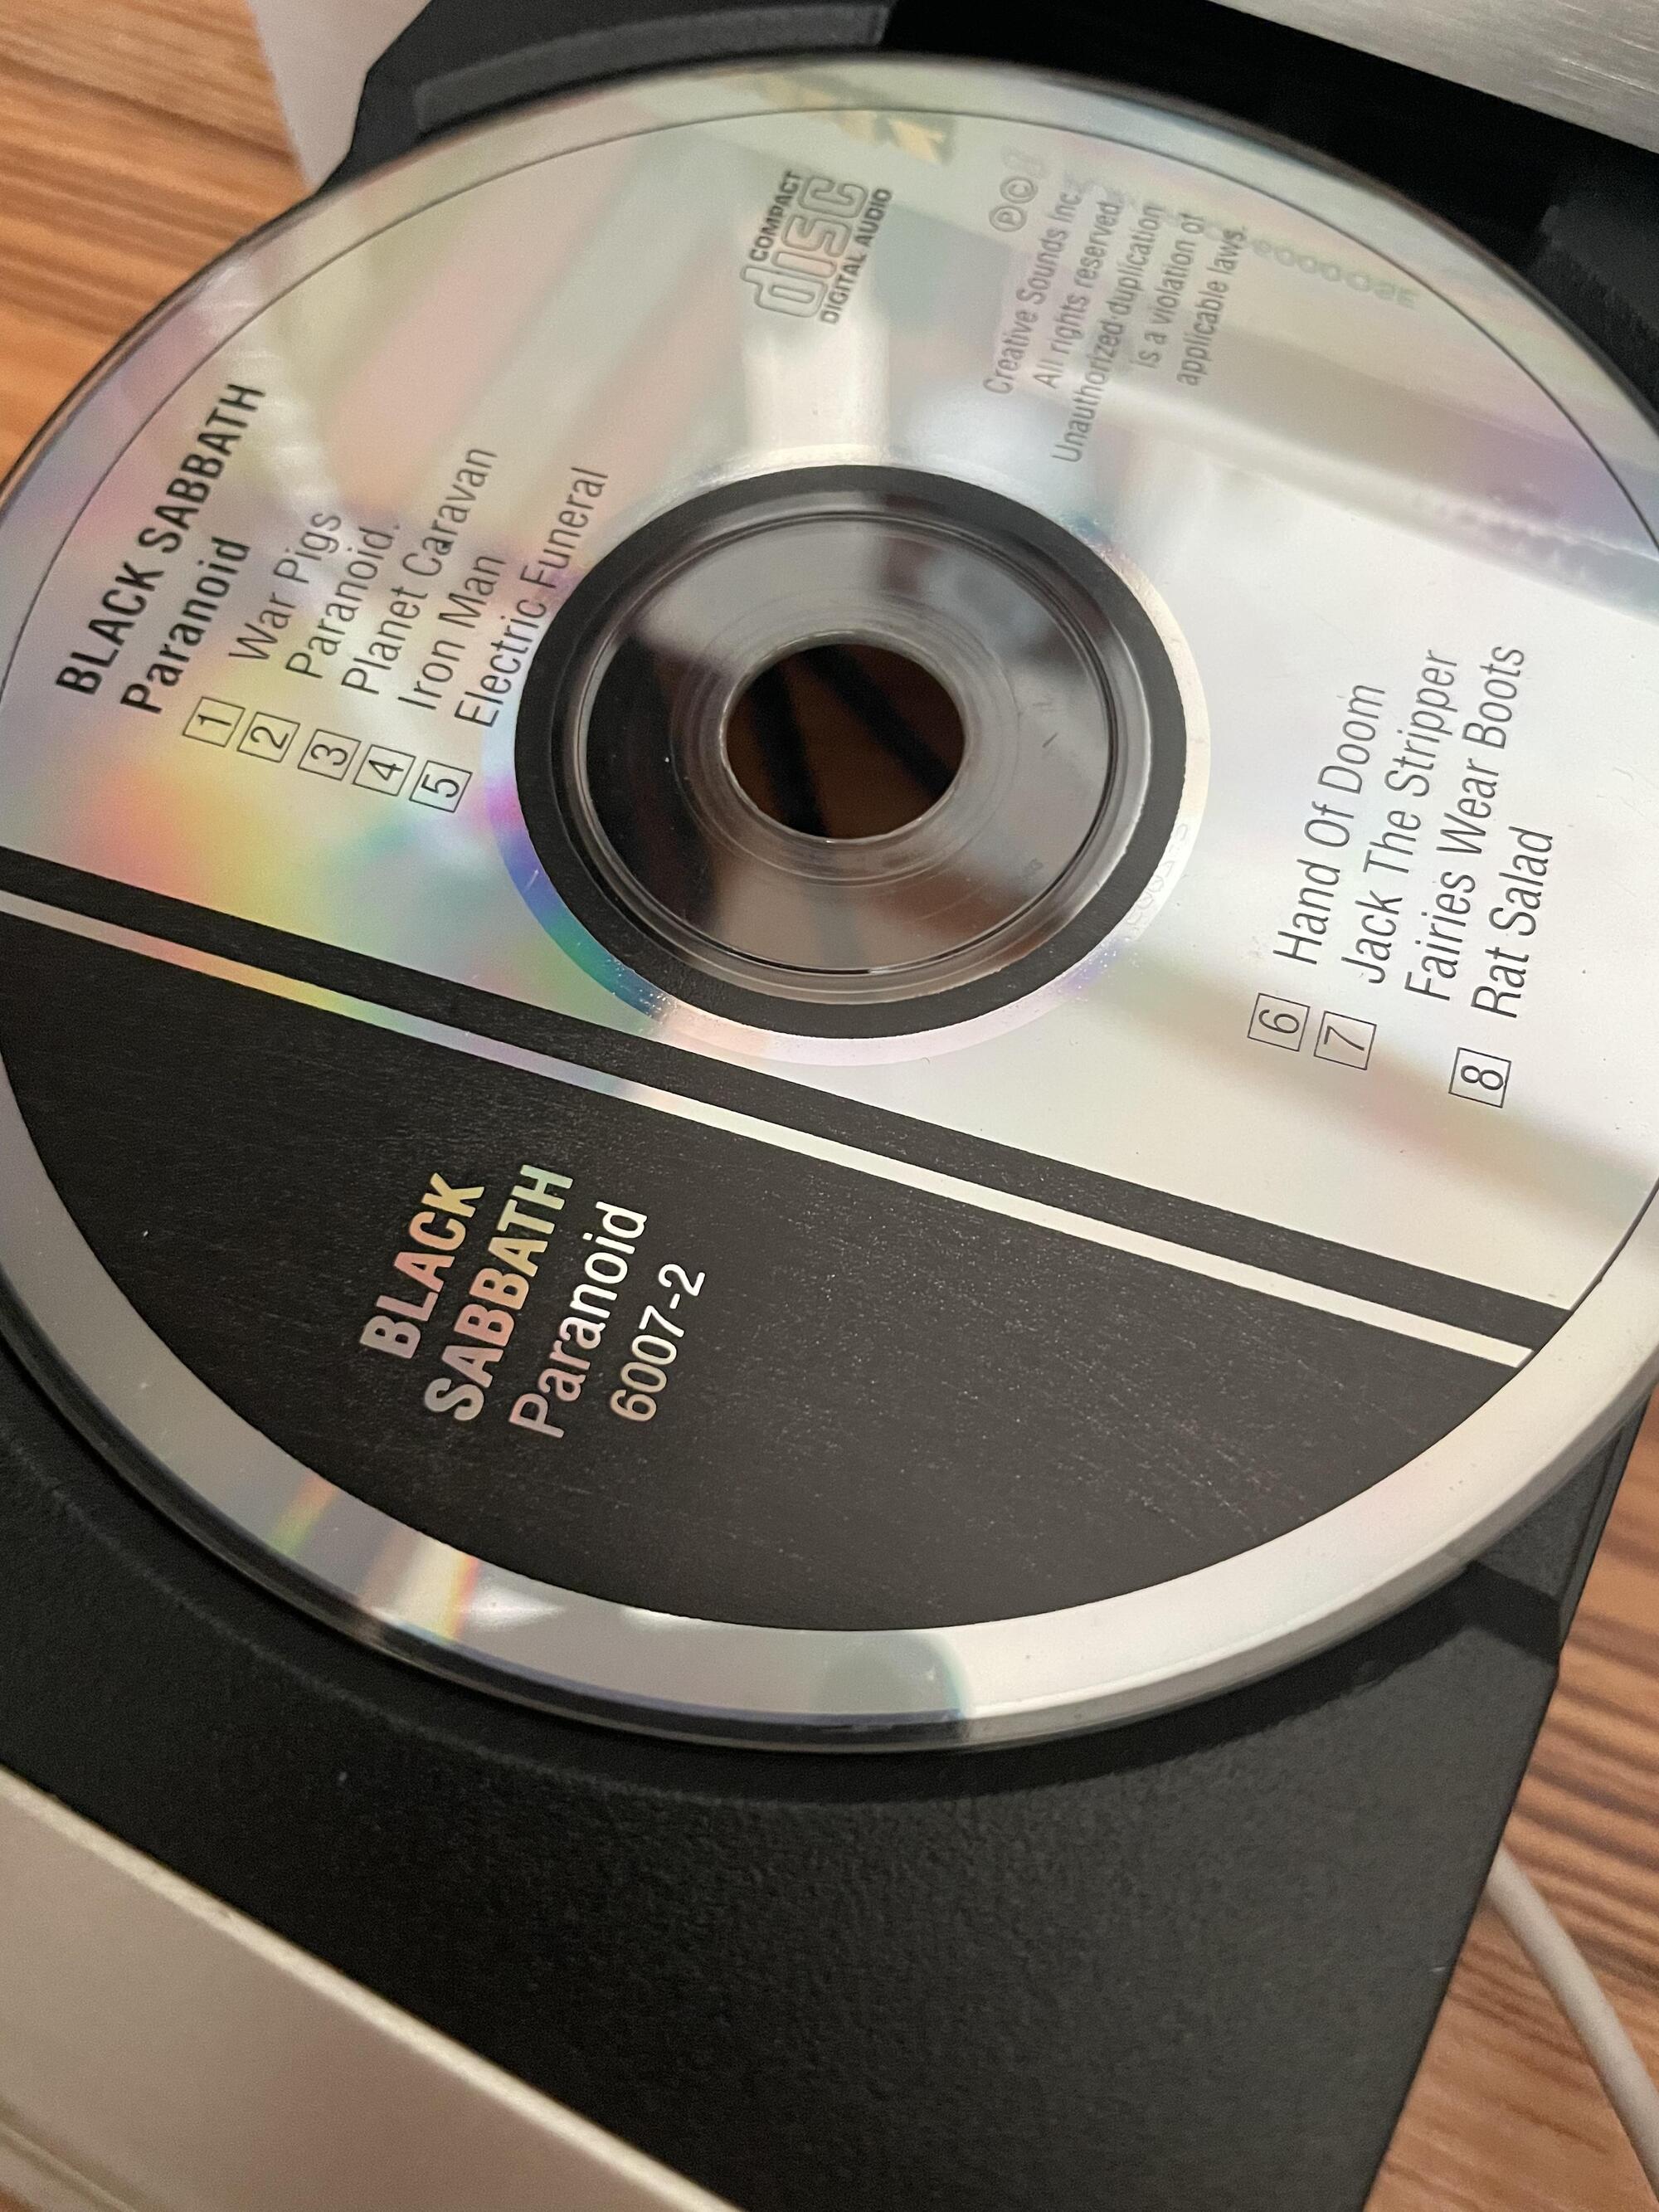 BLACK SABBATH
Paranoid
1 War Pigs
2 Paranoid.
3 Planet Caravan
4 Iron Man
5 Electric Funeral
COMPACT
disc
DIGITAL AUDIO
℗©
Creative Sounds Inc.
All rights reserved.
Unauthorized duplication
is a violation of
applicable laws.
6 Hand Of Doom
7 Jack The Stripper
Fairies Wear Boots
8 Rat Salad
BLACK
SABBATH
Paranoid
6007-2